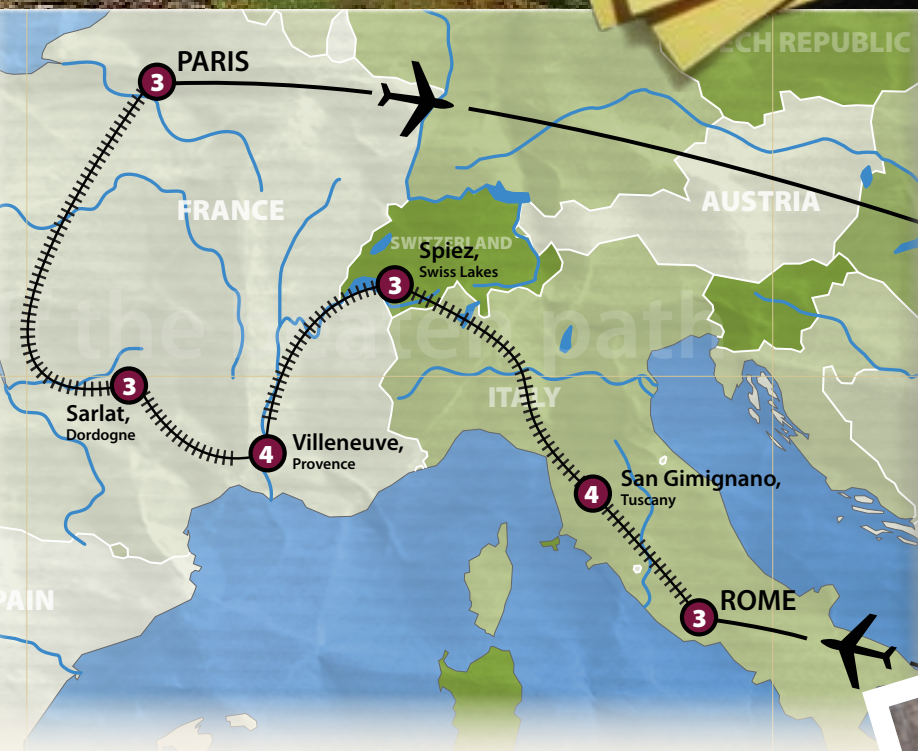 ECH REPUBLIC
PARIS
3
FRANCE
AUSTRIA
SWITZERLAND
Spiez,
Swiss Lakes
3
the beaten path
3
Sarlat,
Dordogne
ITALY
4
Villeneuve,
Provence
4
San Gimignano,
Tuscany
PAIN
3
ROME